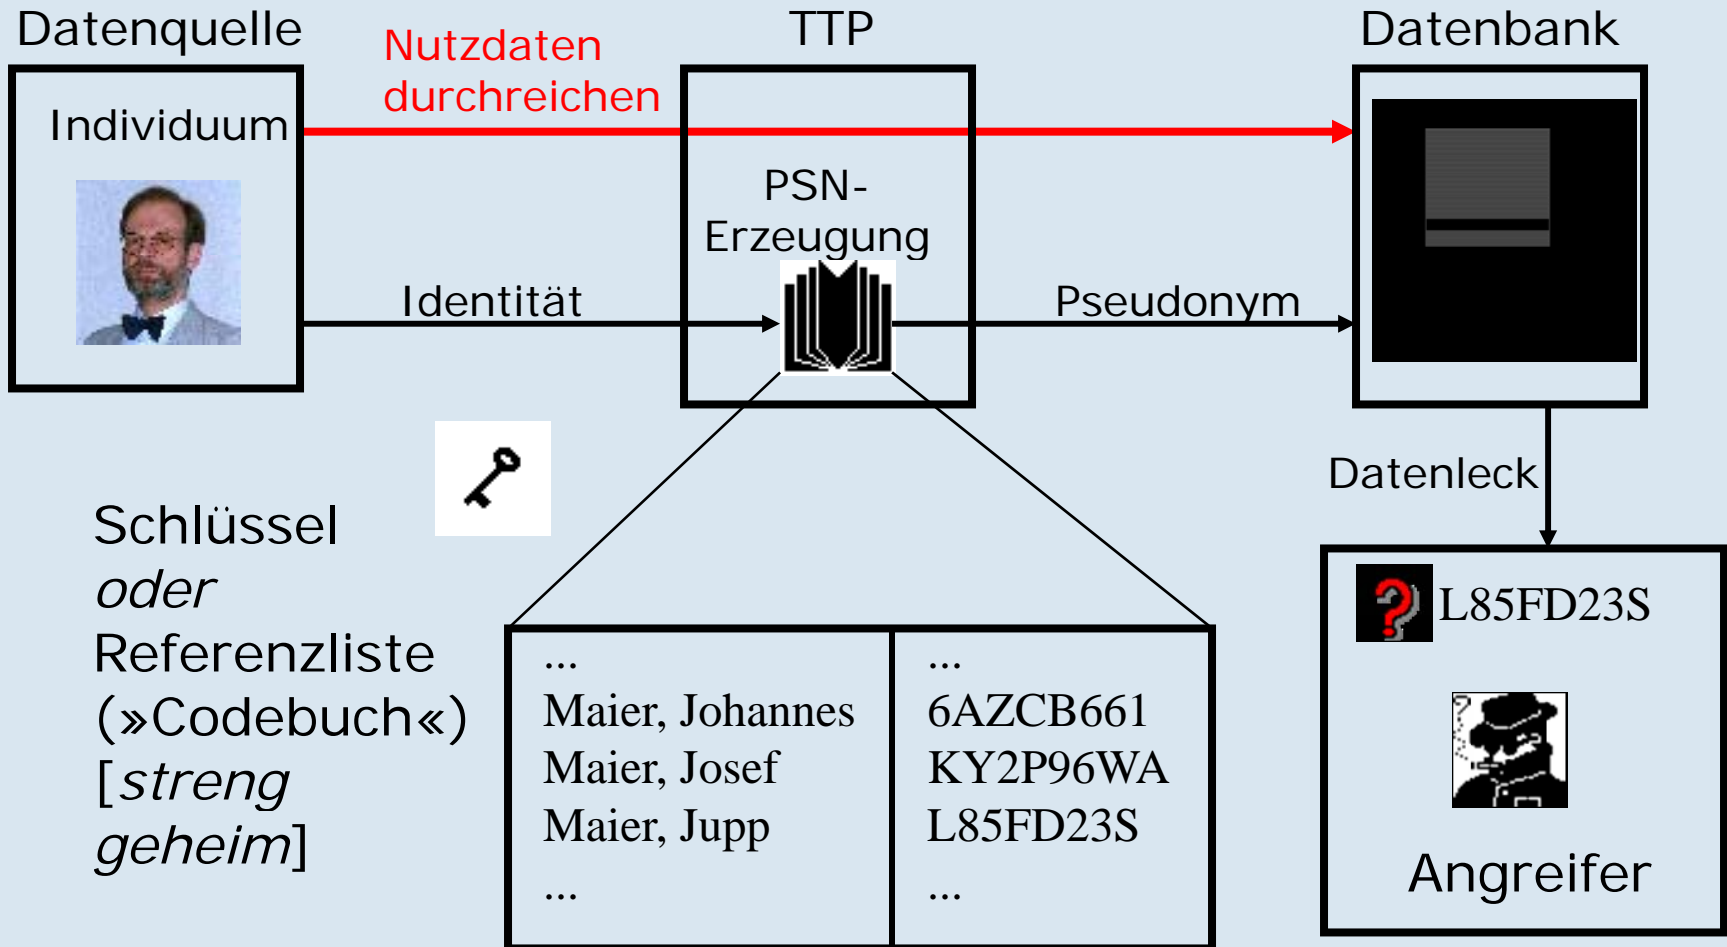 Datenquelle
Nutzdaten
durchreichen
TTP
Datenbank
Individuum
PSN-
Erzeugung
Identität
Pseudonym
Datenleck
Schlüssel
oder
Referenzliste
(»Codebuch«)
[streng
geheim]
... ...
Maier, Johannes 6AZCB661
Maier, Josef KY2P96WA
Maier, Jupp L85FD23S
... ...
? L85FD23S
Angreifer